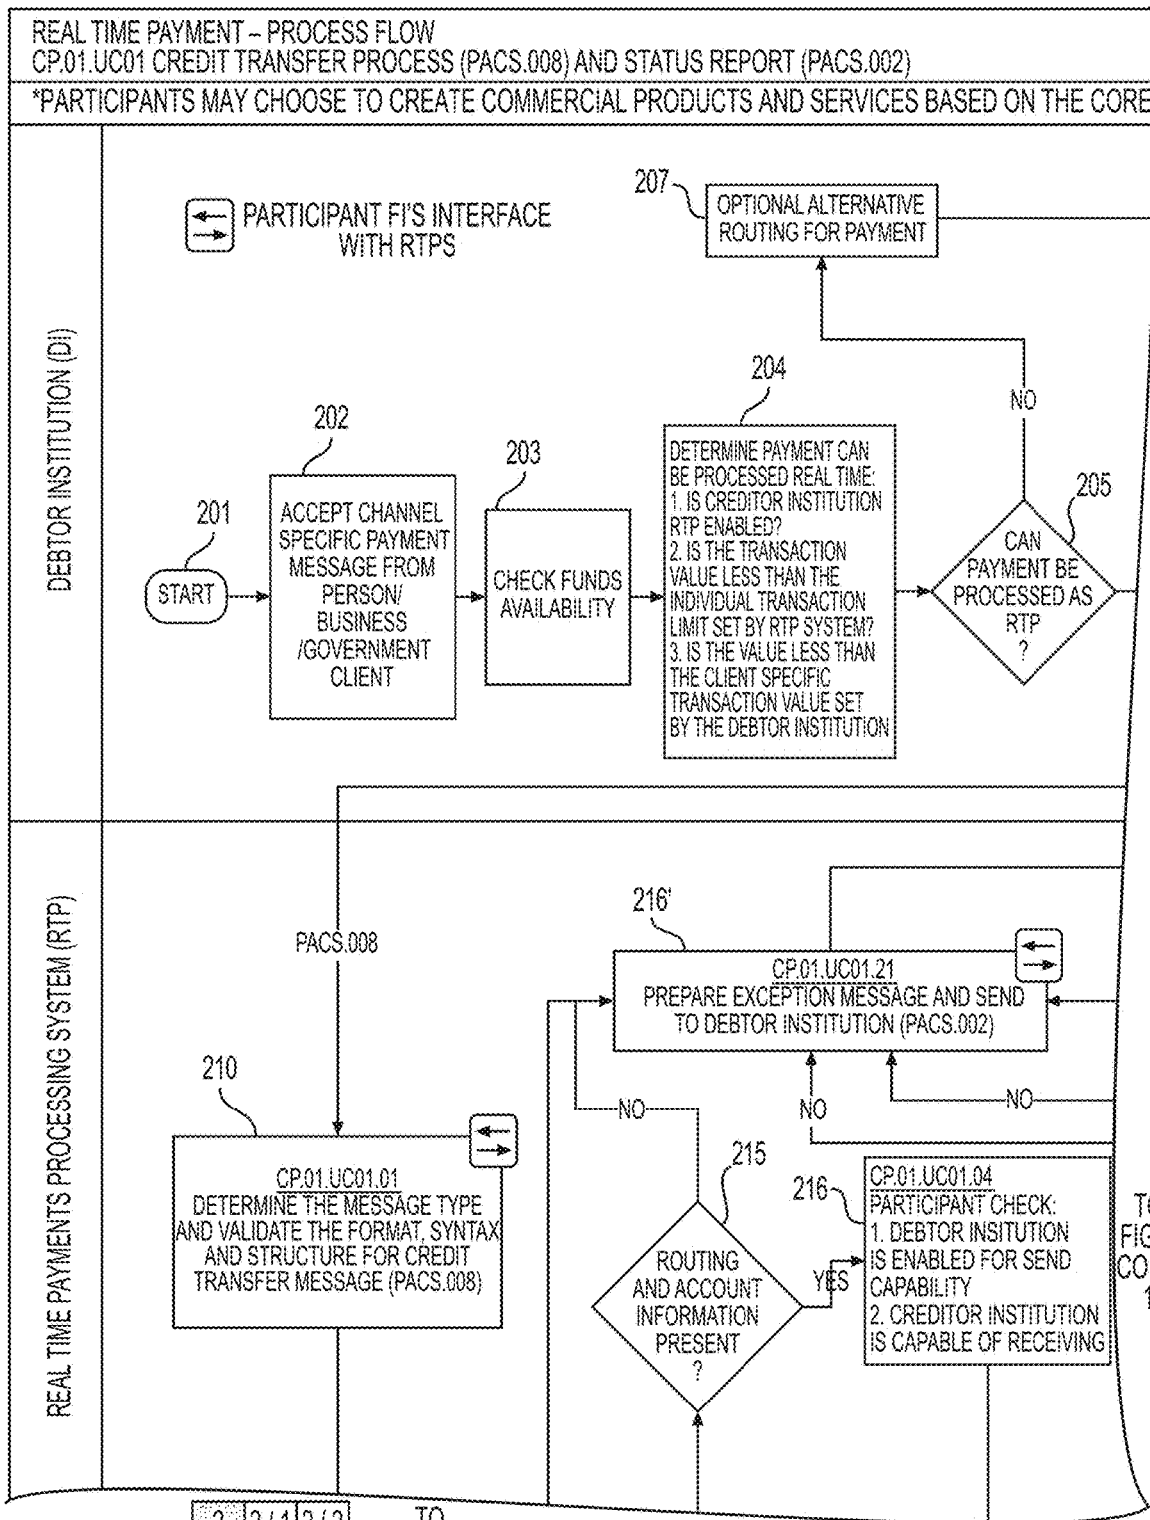 REAL TIME PAYMENT – PROCESS FLOW
CP.01.UC01 CREDIT TRANSFER PROCESS (PACS.008) AND STATUS REPORT (PACS.002)
*PARTICIPANTS MAY CHOOSE TO CREATE COMMERCIAL PRODUCTS AND SERVICES BASED ON THE CORE
DEBTOR INSTITUTION (DI)
PARTICIPANT FI'S INTERFACE
WITH RTPS
207
OPTIONAL ALTERNATIVE
ROUTING FOR PAYMENT
NO
201
START
202
ACCEPT CHANNEL
SPECIFIC PAYMENT
MESSAGE FROM
PERSON/
BUSINESS
/GOVERNMENT
CLIENT
203
CHECK FUNDS
AVAILABILITY
204
DETERMINE PAYMENT CAN
BE PROCESSED REAL TIME:
1. IS CREDITOR INSTITUTION
RTP ENABLED?
2. IS THE TRANSACTION
VALUE LESS THAN THE
INDIVIDUAL TRANSACTION
LIMIT SET BY RTP SYSTEM?
3. IS THE VALUE LESS THAN
THE CLIENT SPECIFIC
TRANSACTION VALUE SET
BY THE DEBTOR INSTITUTION
205
CAN
PAYMENT BE
PROCESSED AS
RTP
?
REAL TIME PAYMENTS PROCESSING SYSTEM (RTP)
PACS.008
210
CP.01.UC01.01
DETERMINE THE MESSAGE TYPE
AND VALIDATE THE FORMAT, SYNTAX
AND STRUCTURE FOR CREDIT
TRANSFER MESSAGE (PACS.008)
216'
CP.01.UC01.21
PREPARE EXCEPTION MESSAGE AND SEND
TO DEBTOR INSTITUTION (PACS.002)
NO
NO
NO
215
ROUTING
AND ACCOUNT
INFORMATION
PRESENT
?
YES
216
CP.01.UC01.04
PARTICIPANT CHECK:
1. DEBTOR INSITUTION
IS ENABLED FOR SEND
CAPABILITY
2. CREDITOR INSTITUTION
IS CAPABLE OF RECEIVING
TO